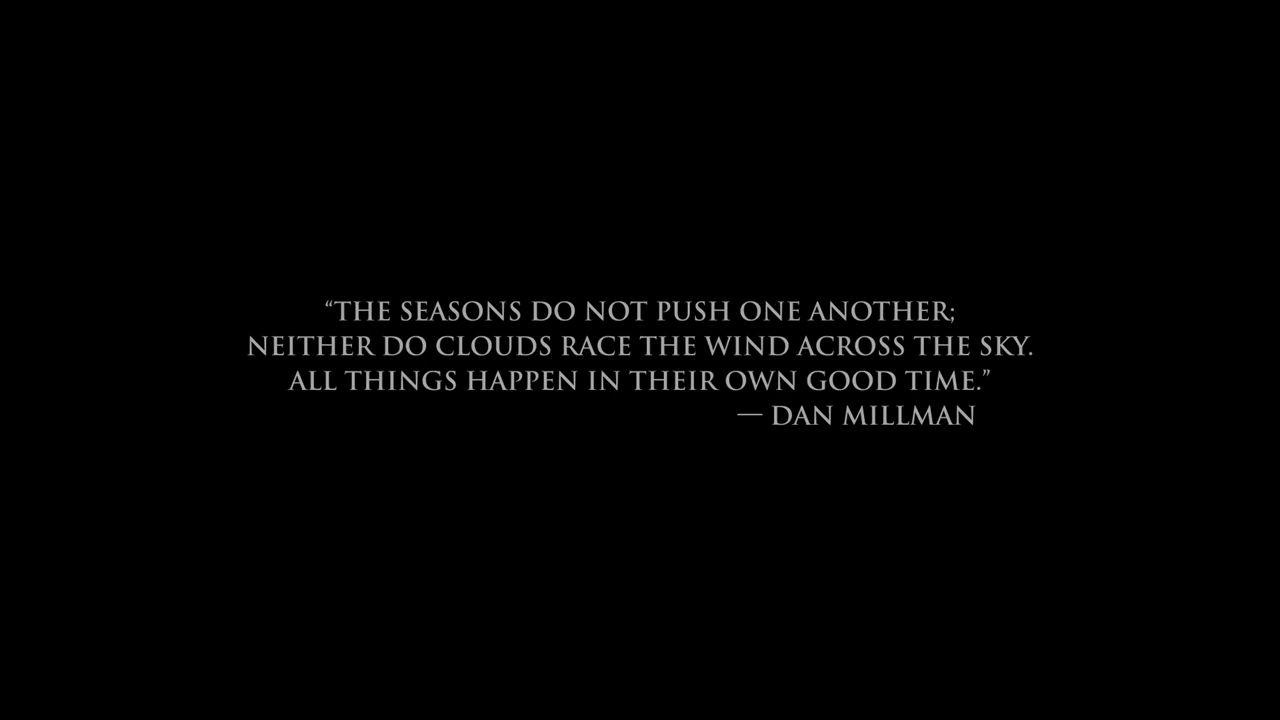 “THE SEASONS DO NOT PUSH ONE ANOTHER;
NEITHER DO CLOUDS RACE THE WIND ACROSS THE SKY.
ALL THINGS HAPPEN IN THEIR OWN GOOD TIME.”
— DAN MILLMAN